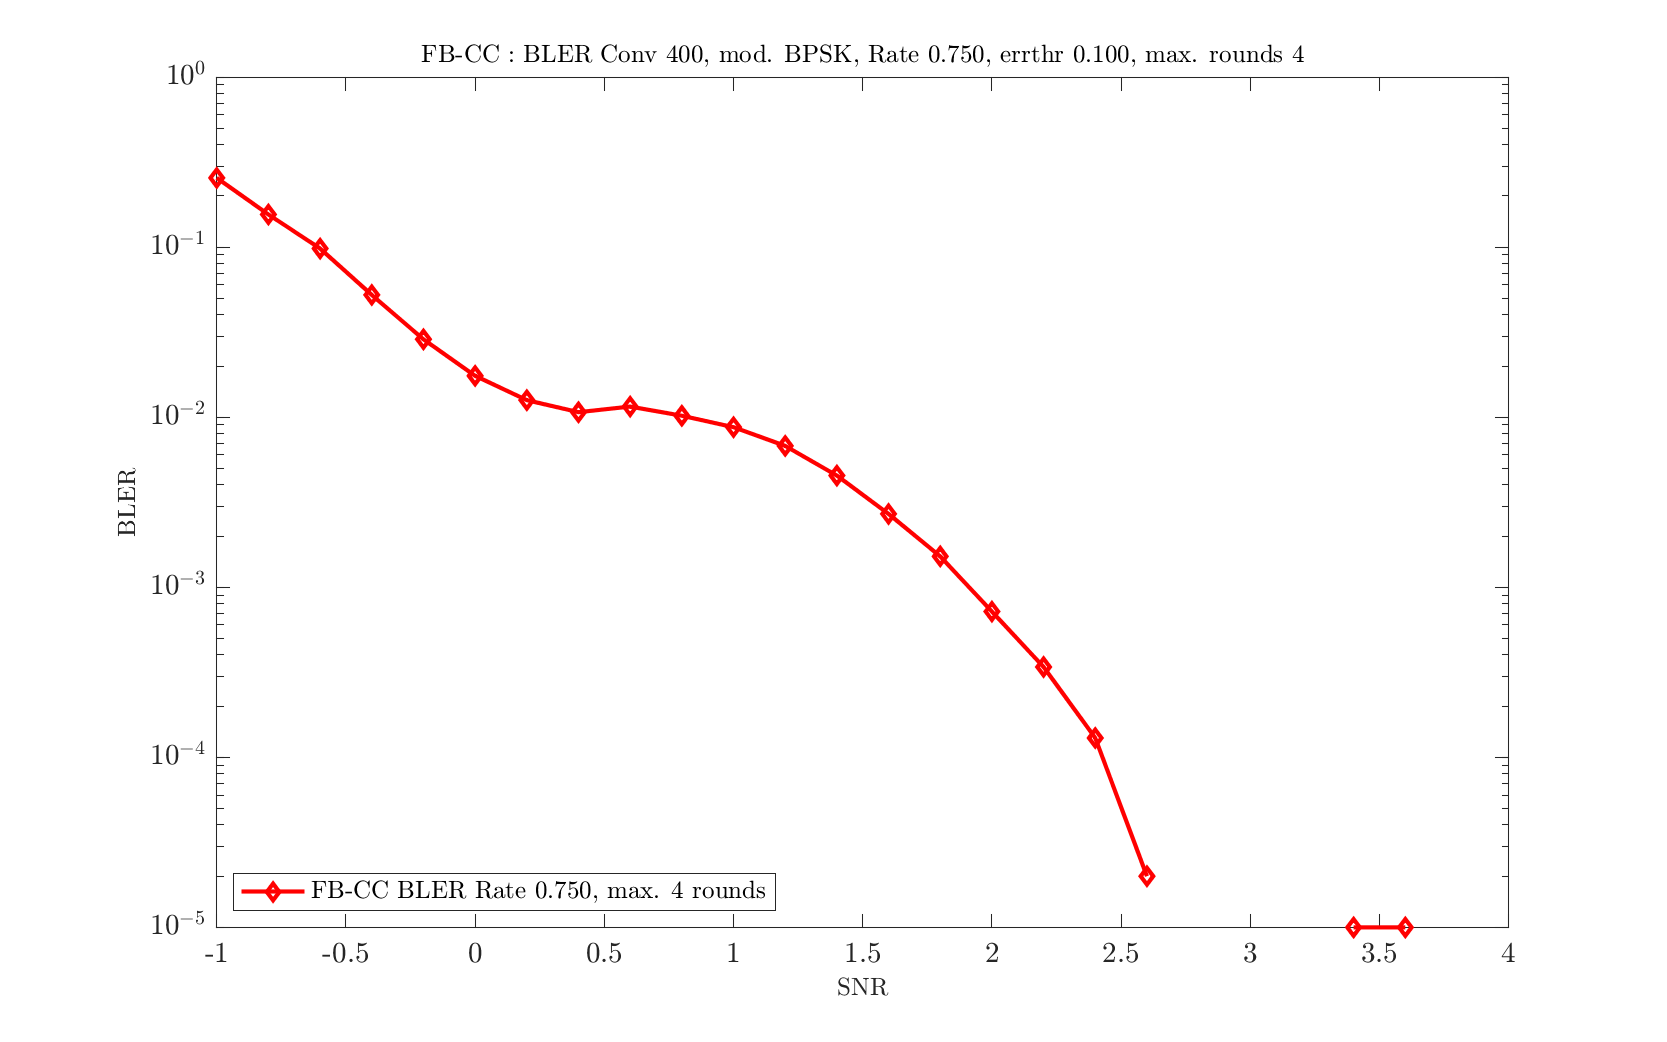 FB-CC : BLER Conv 400, mod. BPSK, Rate 0.750, errthr 0.100, max. rounds 4
10^0
10^-1
10^-2
10^-3
10^-4
10^-5
BLER
FB-CC BLER Rate 0.750, max. 4 rounds
-1 -0.5 0 0.5 1 1.5 2 2.5 3 3.5 4
SNR